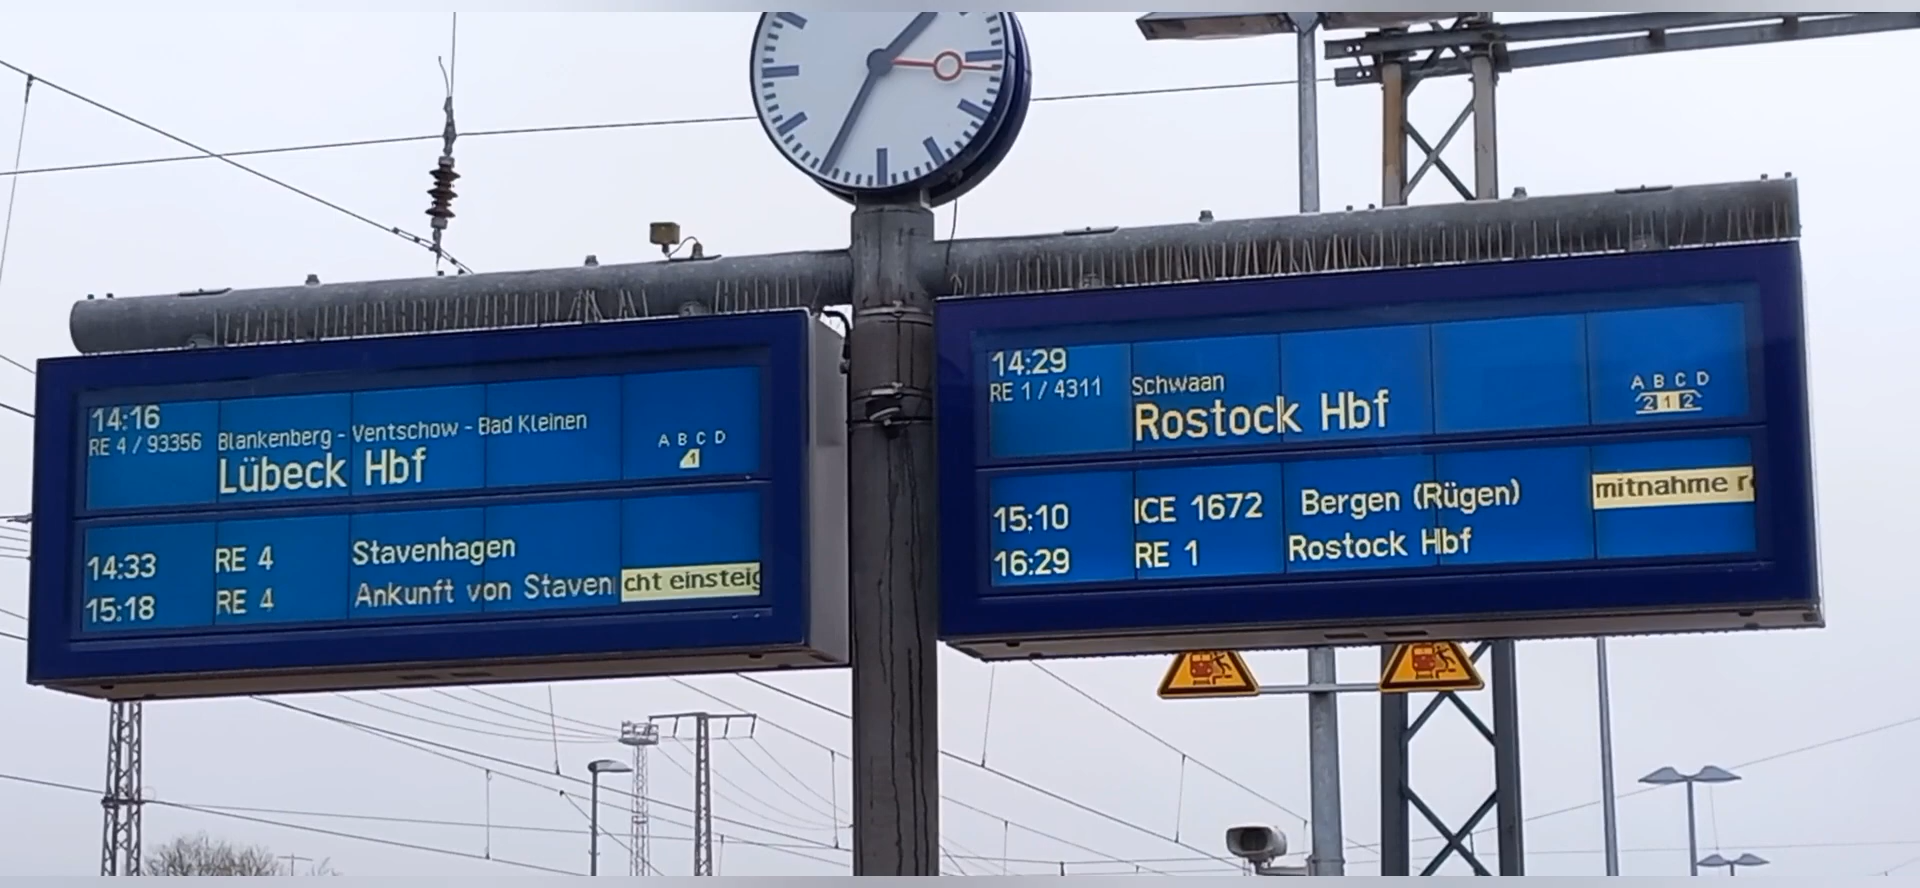 14:16
RE 4 / 93356 Blankenberg - Ventschow - Bad Kleinen
Lübeck Hbf
A B C D
1
14:33 RE 4 Stavenhagen
15:18 RE 4 Ankunft von Staven cht einsteig
14:29
RE 1 / 4311 Schwaan
Rostock Hbf
A B C D
2 1 2
15:10 ICE 1672 Bergen (Rügen) mitnahme r
16:29 RE 1 Rostock Hbf